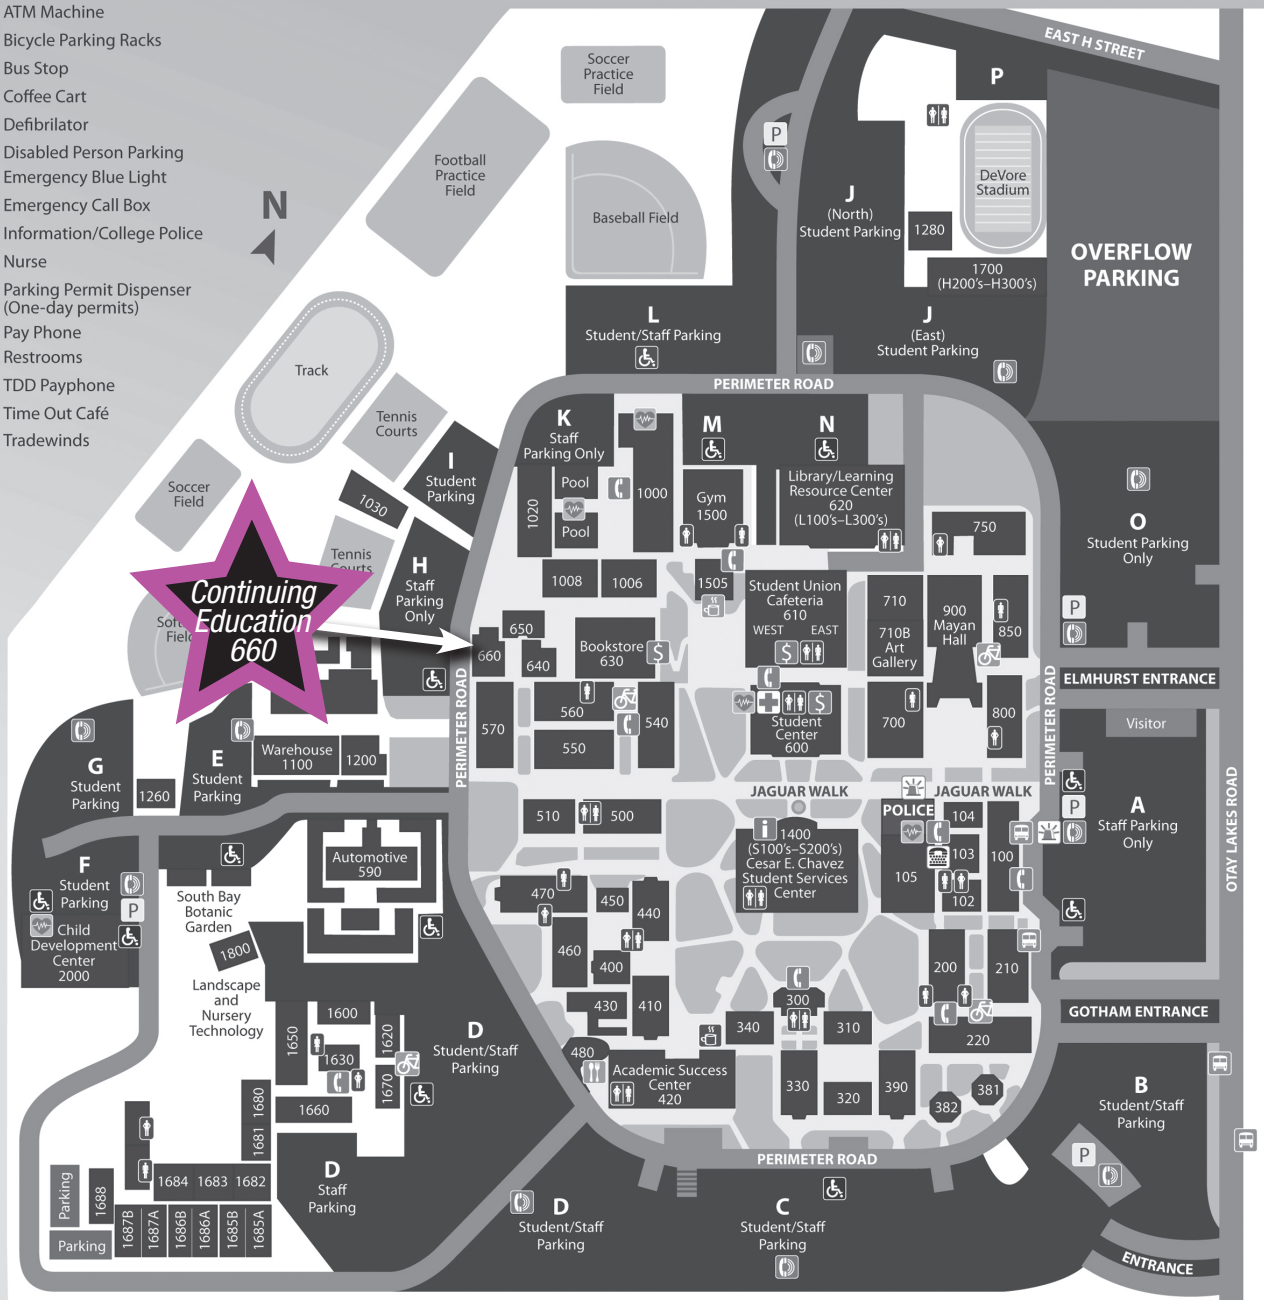 ATM Machine
Bicycle Parking Racks
Bus Stop
Coffee Cart
Defibrilator
Disabled Person Parking
Emergency Blue Light
Emergency Call Box
Information/College Police
Nurse
Parking Permit Dispenser
(One-day permits)
Pay Phone
Restrooms
TDD Payphone
Time Out Café
Tradewinds
N
EAST H STREET
Soccer
Practice
Field
Football
Practice
Field
Baseball Field
P
P
DeVore
Stadium
J
(North)
Student Parking
1280
1700
(H200's–H300's)
OVERFLOW
PARKING
L
Student/Staff Parking
J
(East)
Student Parking
Track
PERIMETER ROAD
Tennis
Courts
K
Staff
Parking Only
M
N
I
Student
Parking
Soccer
Field
1030
1020
Pool
Pool
1000
Gym
1500
Library/Learning
Resource Center
620
(L100's–L300's)
O
Student Parking
Only
750
Tennis
Courts
H
Staff
Parking
Only
1008
1006
1505
Student Union
Cafeteria
610
WEST
EAST
$
710
710B
Art
Gallery
900
Mayan
Hall
850
P
Continuing
Education
660
Field
650
660
640
Bookstore
630
$
ELMHURST ENTRANCE
PERIMETER ROAD
PERIMETER ROAD
570
560
550
540
$
Student
Center
600
700
800
Visitor
G
Student
Parking
1260
E
Student
Parking
Warehouse
1100
1200
JAGUAR WALK
JAGUAR WALK
OTAY LAKES ROAD
A
Staff Parking
Only
P
510
500
POLICE
104
103
102
105
100
i
1400
(S100's–S200's)
Cesar E. Chavez
Student Services
Center
Automotive
590
F
Student
Parking
P
Child
Development
Center
2000
South Bay
Botanic
Garden
1800
Landscape
and
Nursery
Technology
470
450
440
460
400
430
410
200
210
220
GOTHAM ENTRANCE
300
340
310
330
320
390
381
382
480
Academic Success
Center
420
D
Student/Staff
Parking
1600
1650
1620
1630
1670
1660
1680
1681
B
Student/Staff
Parking
P
PERIMETER ROAD
D
Staff
Parking
D
Student/Staff
Parking
C
Student/Staff
Parking
Parking
1688
1684
1683
1682
Parking
1687B
1687A
1686B
1686A
1685B
1685A
ENTRANCE